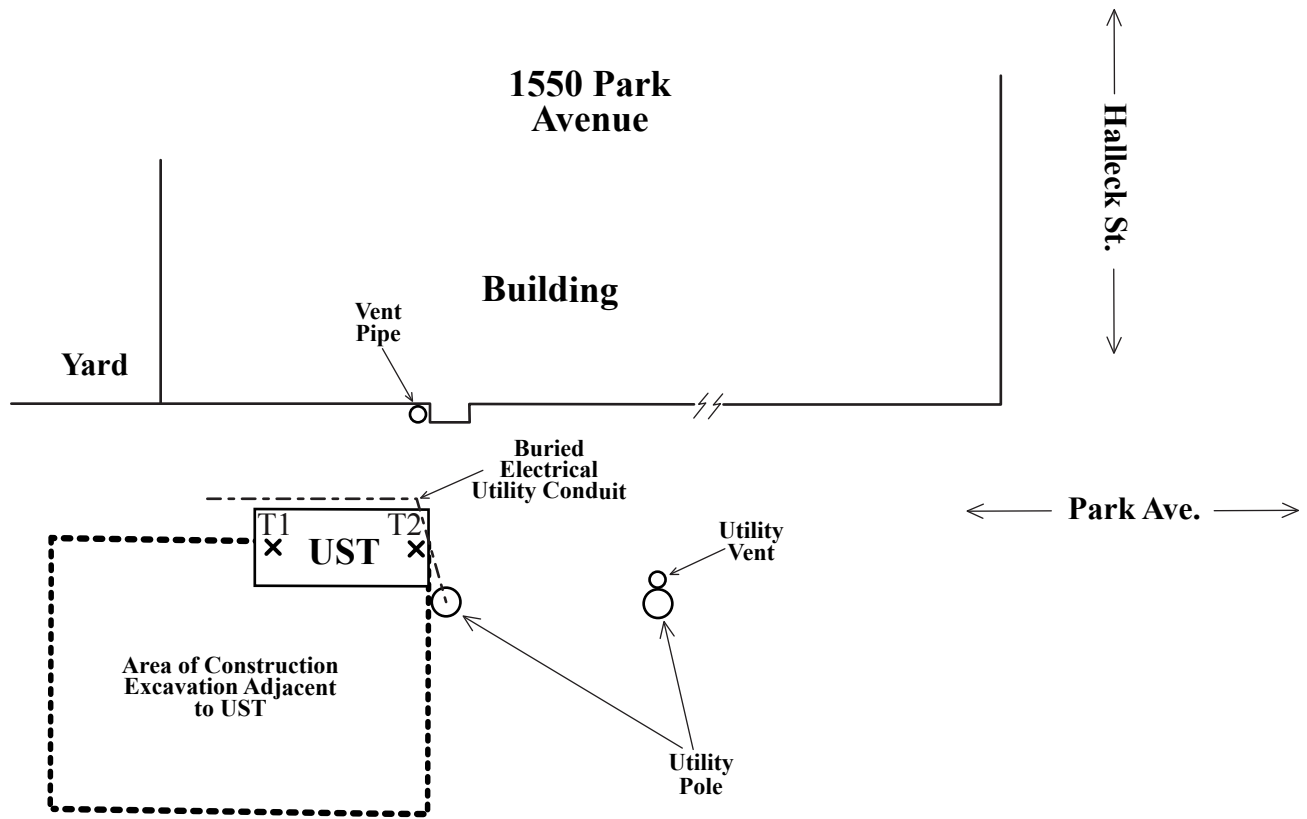 1550 Park
Avenue
Halleck St.
Building
Vent
Pipe
Yard
Buried
Electrical
Utility Conduit
Park Ave.
T1
T2
UST
Utility
Vent
Area of Construction
Excavation Adjacent
to UST
Utility
Pole